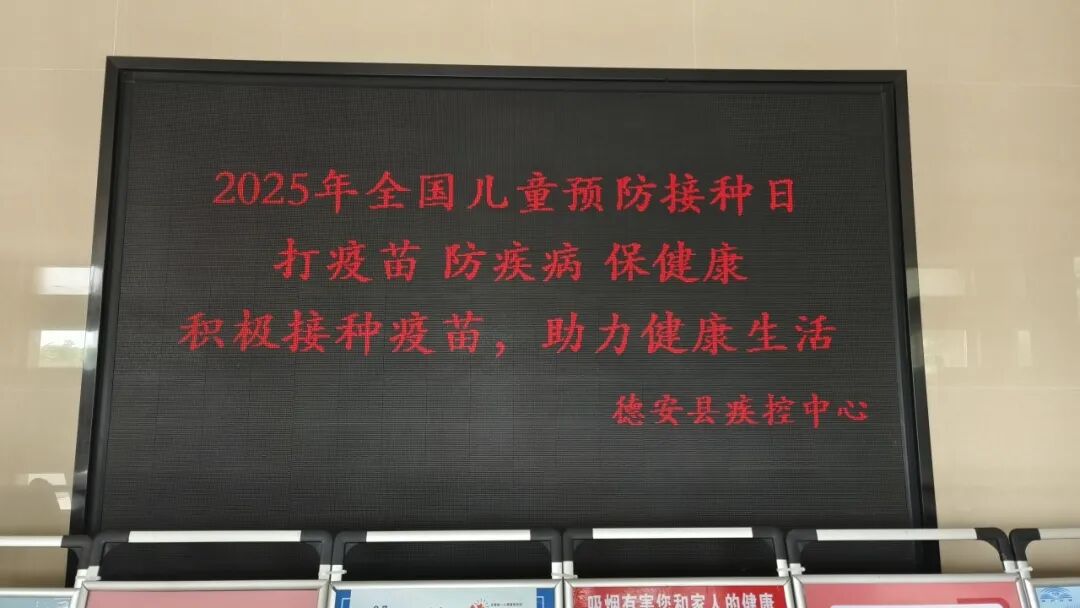 2025年全国儿童预防接种日
打疫苗 防疾病 保健康
积极接种疫苗，助力健康生活
德安县疾控中心
吸烟有害您和家人的健康